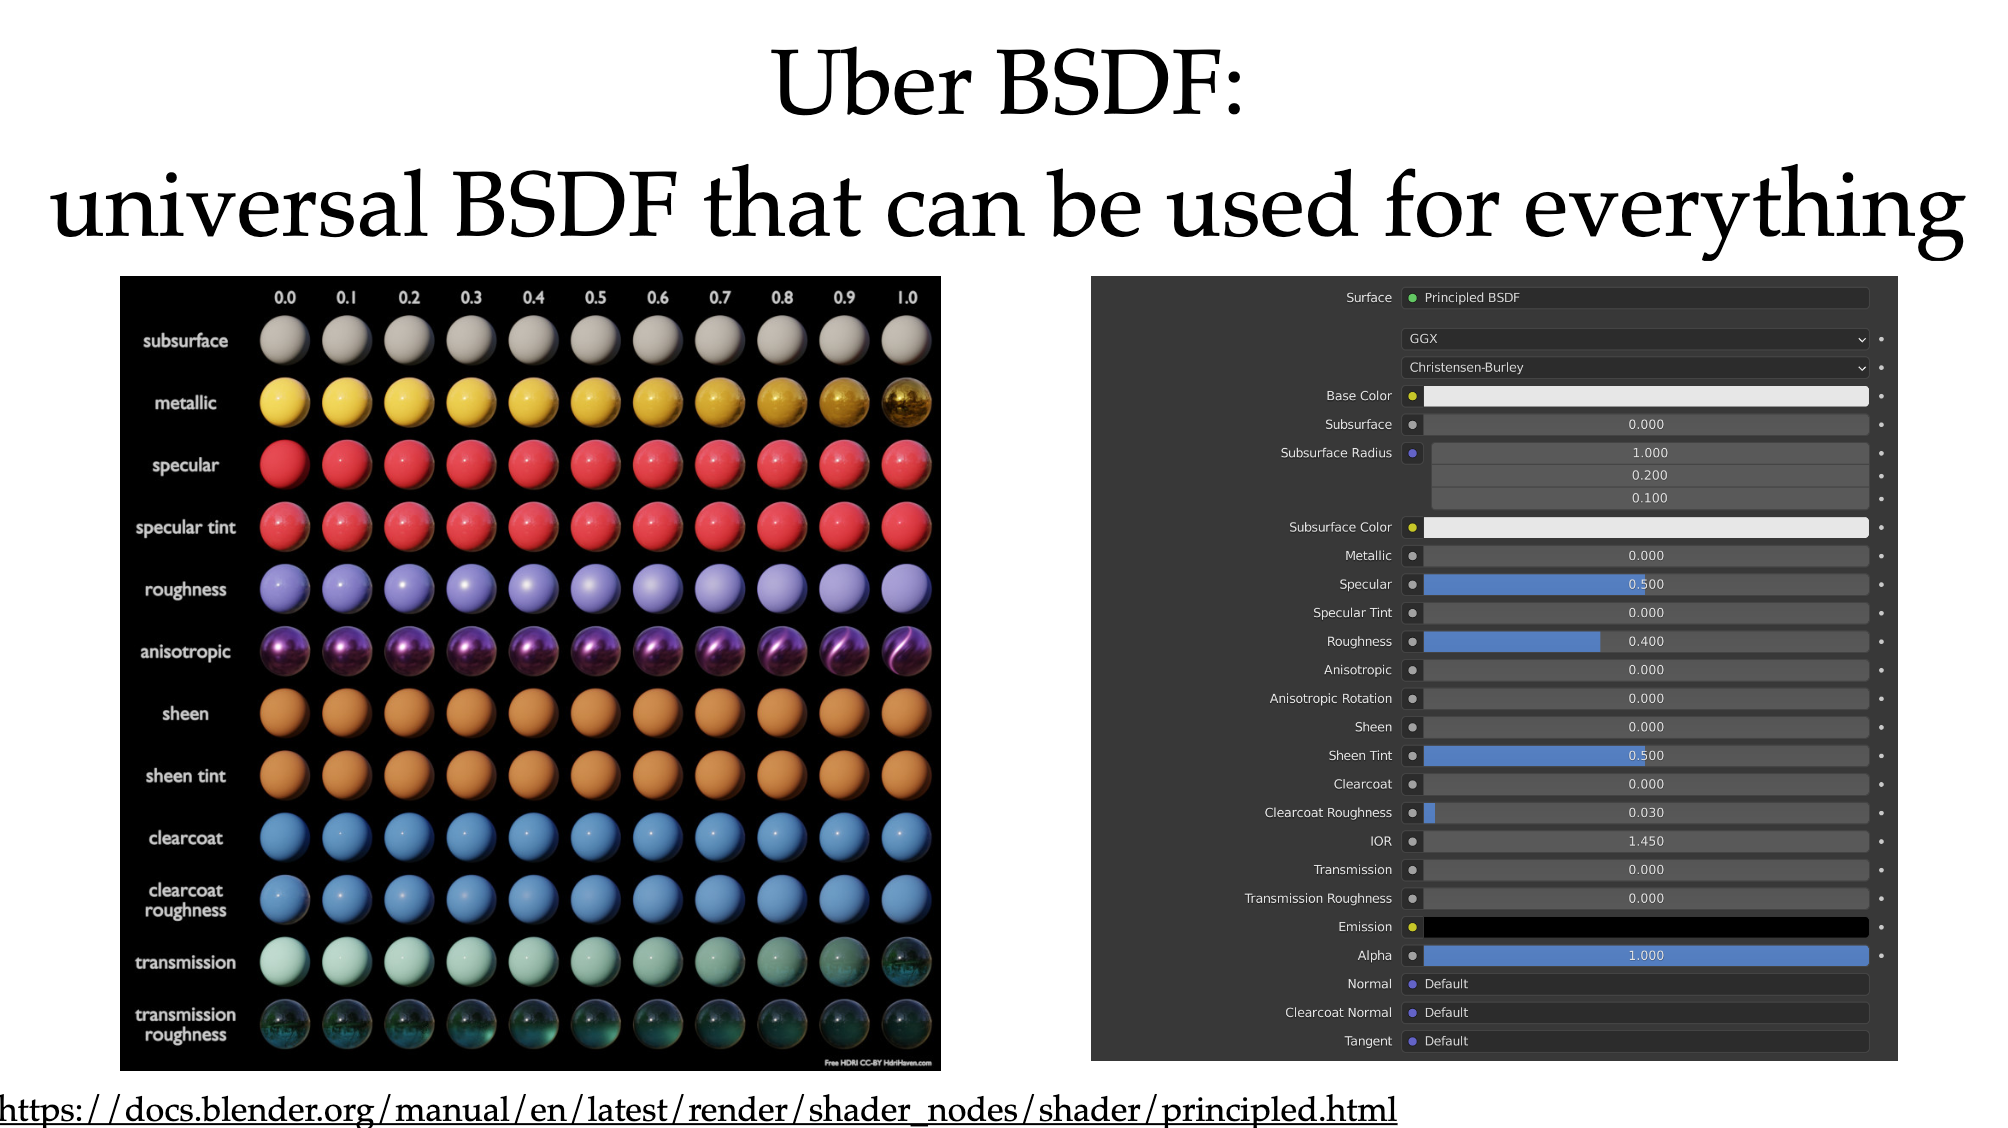 Uber BSDF:
universal BSDF that can be used for everything
0.0 0.1 0.2 0.3 0.4 0.5 0.6 0.7 0.8 0.9 1.0
subsurface
metallic
specular
specular tint
roughness
anisotropic
sheen
sheen tint
clearcoat
clearcoat
roughness
transmission
transmission
roughness
Free HDRI CC-BY HdriHaven.com
Surface Principled BSDF
GGX
Christensen-Burley
Base Color
Subsurface 0.000
Subsurface Radius 1.000
0.200
0.100
Subsurface Color
Metallic 0.000
Specular 0.500
Specular Tint 0.000
Roughness 0.400
Anisotropic 0.000
Anisotropic Rotation 0.000
Sheen 0.000
Sheen Tint 0.500
Clearcoat 0.000
Clearcoat Roughness 0.030
IOR 1.450
Transmission 0.000
Transmission Roughness 0.000
Emission
Alpha 1.000
Normal Default
Clearcoat Normal Default
Tangent Default
https://docs.blender.org/manual/en/latest/render/shader_nodes/shader/principled.html